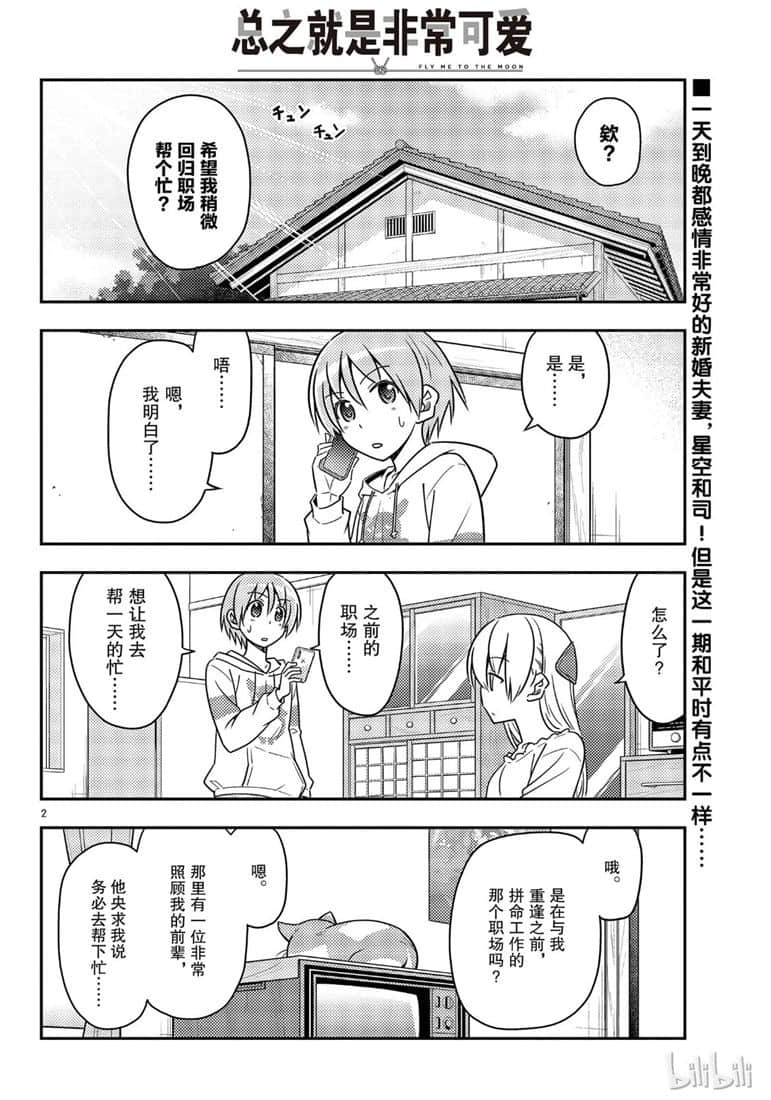 总之就是非常可爱
FLY ME TO THE MOON
■一天到晚都感情非常好的新婚夫妻，星空和司！但是这一期和平时有点不一样……
欸？
チュン
チュン
希望我稍微
回归职场
帮个忙？
是，
是……
唔……
嗯，
我明白了……
怎么了？
之前的
职场……
想让我去
帮一天的忙……
2
哦。
是在与我
重逢之前，
拼命工作的
那个职场吗？
嗯。
那里有一位非常
照顾我的前辈，
他央求我说
务必去帮下忙……
bilibili